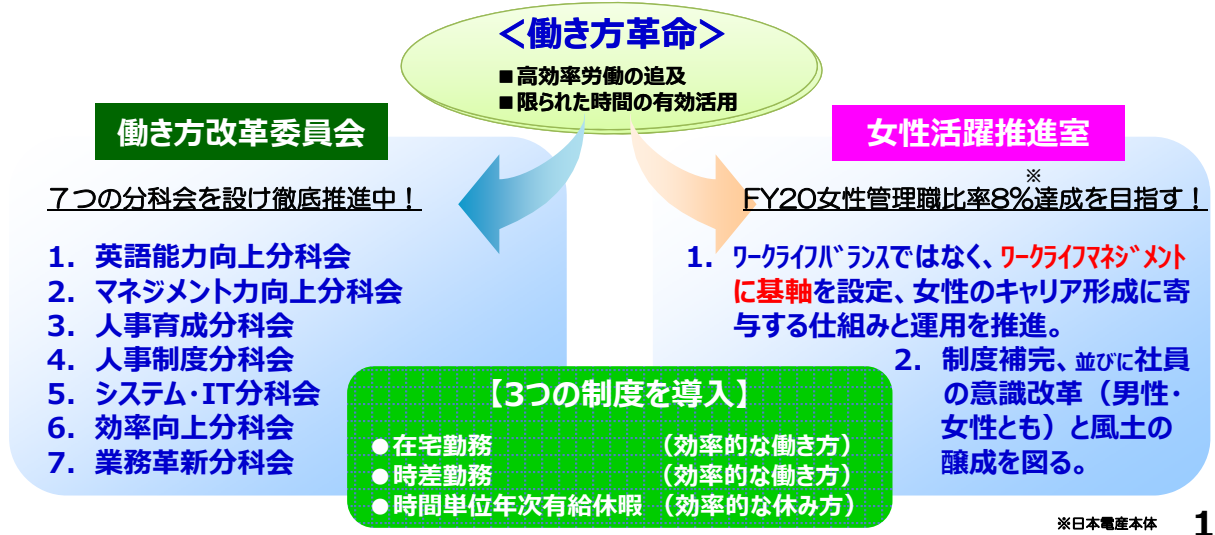 ＜働き方革命＞
■高効率労働の追及
■限られた時間の有効活用
働き方改革委員会
７つの分科会を設け徹底推進中！
1. 英語能力向上分科会
2. マネジメント力向上分科会
3. 人事育成分科会
4. 人事制度分科会
5. システム・IT分科会
6. 効率向上分科会
7. 業務革新分科会
女性活躍推進室
※
FY20女性管理職比率8%達成を目指す！
1. ﾜｰｸﾗｲﾌﾊﾞﾗﾝｽではなく、ﾜｰｸﾗｲﾌﾏﾈｼﾞﾒﾝﾄ
に基軸を設定、女性のキャリア形成に寄
与する仕組みと運用を推進。
2. 制度補完、並びに社員
の意識改革（男性・
女性とも）と風土の
醸成を図る。
【3つの制度を導入】
●在宅勤務 （効率的な働き方）
●時差勤務 （効率的な働き方）
●時間単位年次有給休暇 （効率的な休み方）
※日本電産本体 1